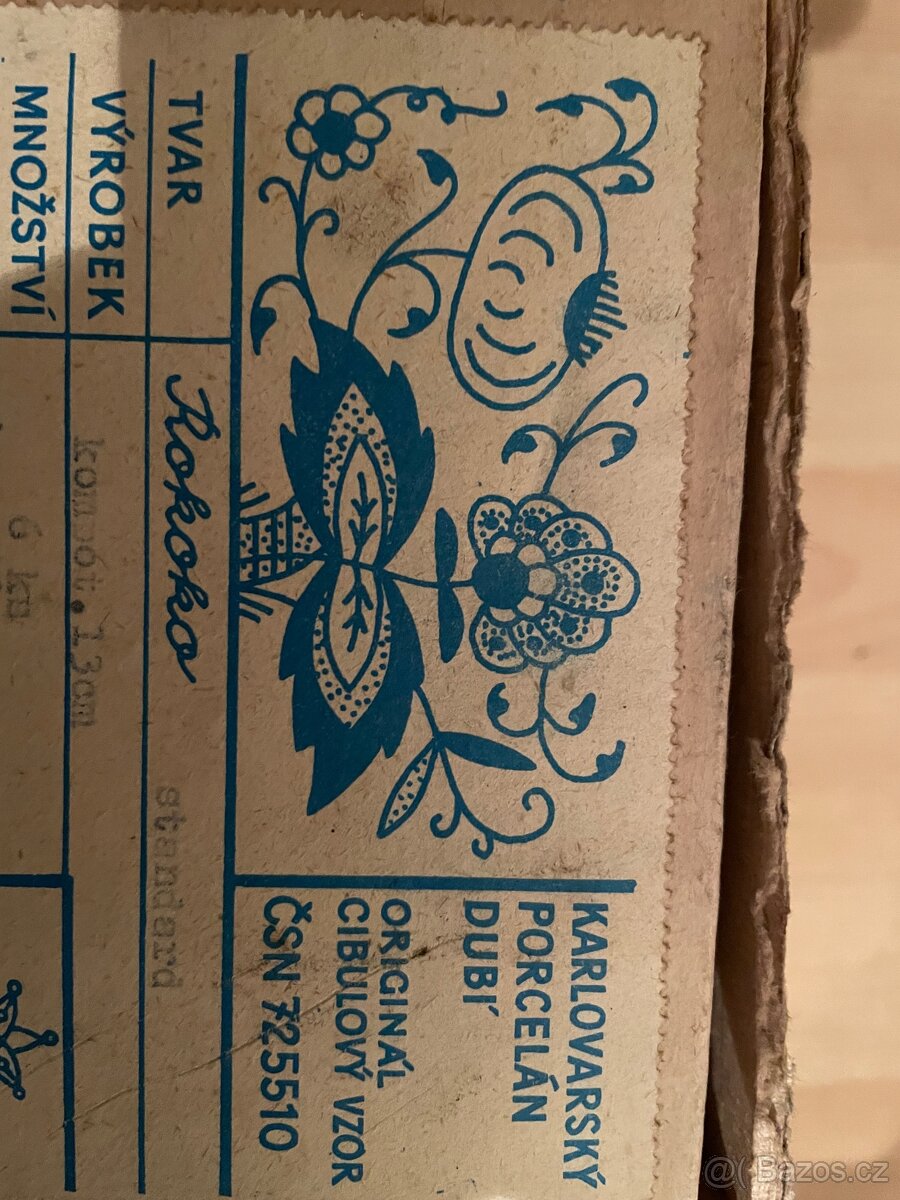 KARLOVARSKÝ
PORCELÁN
DUBÍ
ORIGINÁL
CIBULOVÝ VZOR
ČSN 725510
TVAR Rokoko standard
VÝROBEK kompot.13cm
MNOŽSTVÍ 6 ks
@( Bazos.cz